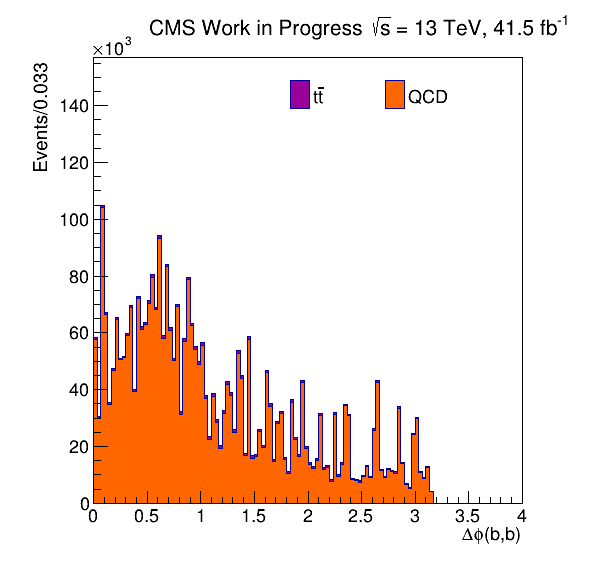 CMS Work in Progress √s = 13 TeV, 41.5 fb⁻¹
×10³
Events/0.033
tt̅ QCD
140
120
100
80
60
40
20
0
0 0.5 1 1.5 2 2.5 3 3.5 4
Δϕ(b,b)